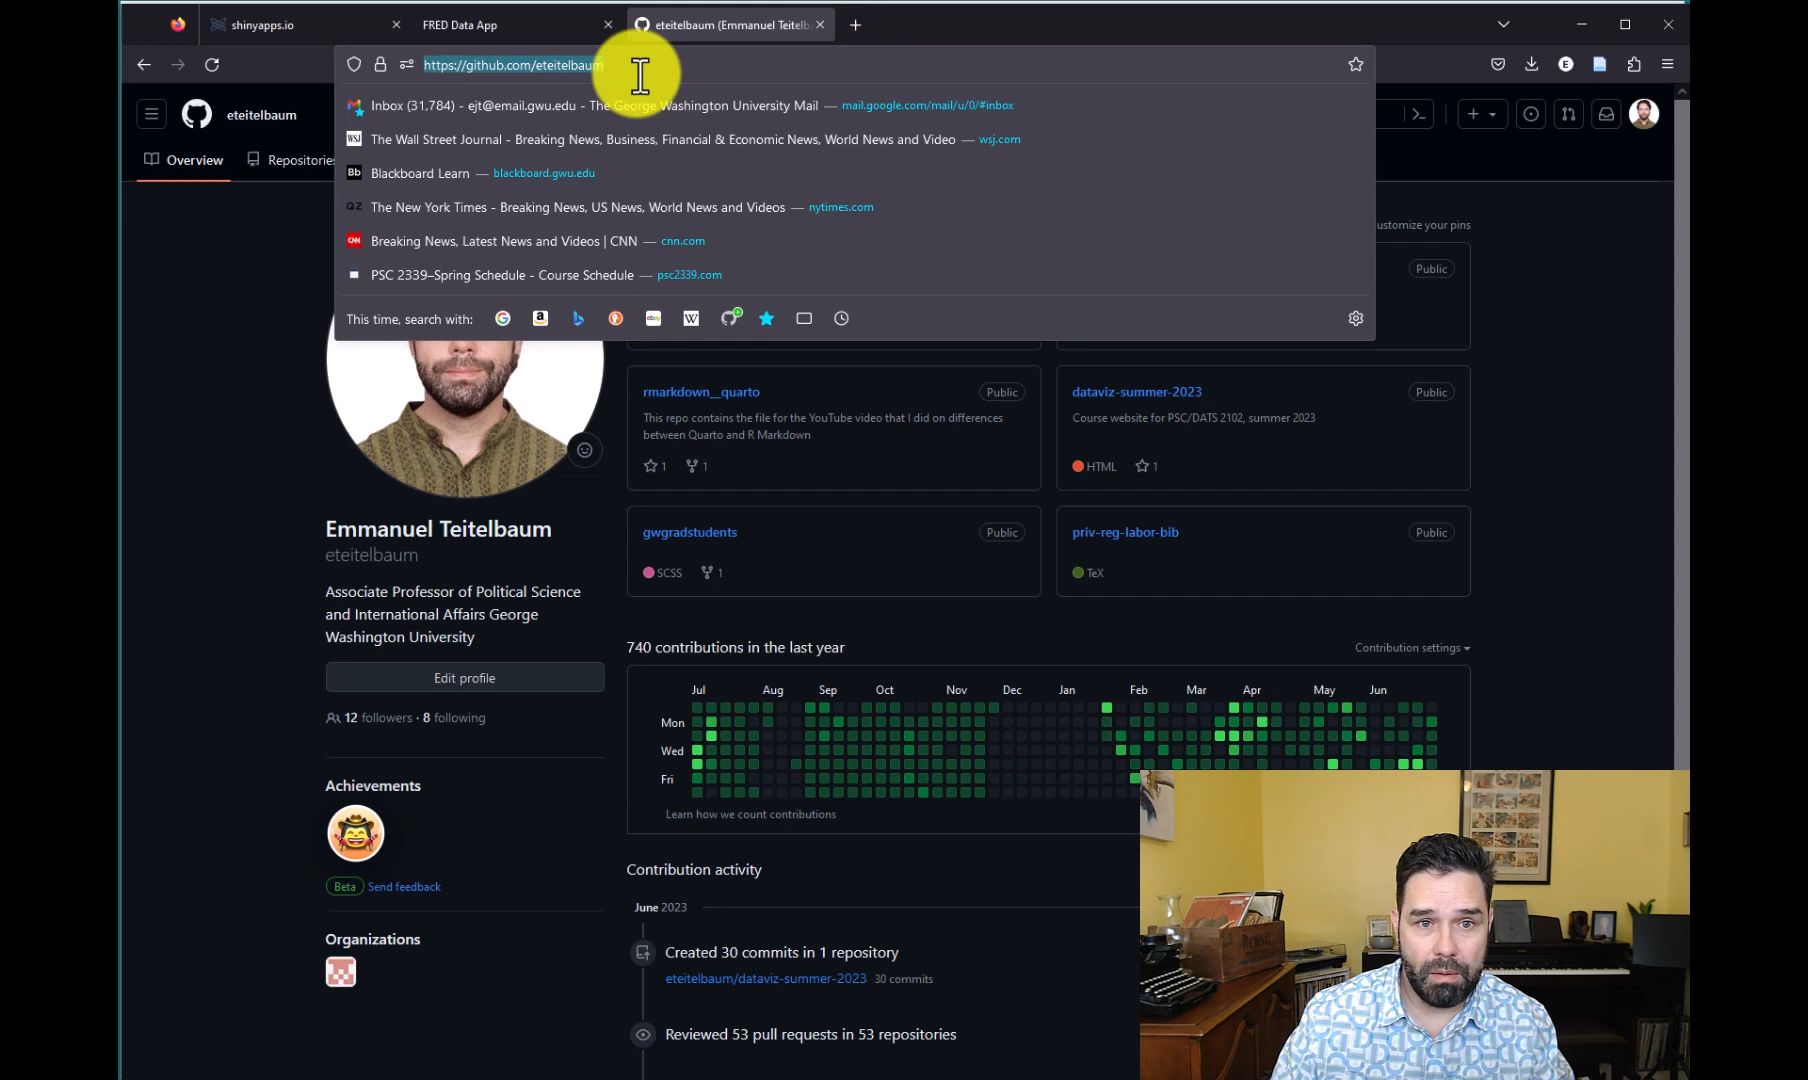 shinyapps.io
FRED Data App
eteitelbaum (Emmanuel Teitelb
https://github.com/eteitelbaum
Inbox (31,784) - ejt@email.gwu.edu - The George Washington University Mail — mail.google.com/mail/u/0/#inbox
WSJ The Wall Street Journal - Breaking News, Business, Financial & Economic News, World News and Video — wsj.com
Bb Blackboard Learn — blackboard.gwu.edu
QZ The New York Times - Breaking News, US News, World News and Videos — nytimes.com
CNN Breaking News, Latest News and Videos | CNN — cnn.com
PSC 2339–Spring Schedule - Course Schedule — psc2339.com
This time, search with:
eteitelbaum
Overview
Repositories
ustomize your pins
Public
rmarkdown__quarto Public
This repo contains the file for the YouTube video that I did on differences
between Quarto and R Markdown
1 1
dataviz-summer-2023 Public
Course website for PSC/DATS 2102, summer 2023
HTML 1
gwgradstudents Public
SCSS 1
priv-reg-labor-bib Public
TeX
Emmanuel Teitelbaum
eteitelbaum
Associate Professor of Political Science
and International Affairs George
Washington University
Edit profile
12 followers · 8 following
Achievements
Beta Send feedback
Organizations
740 contributions in the last year
Contribution settings
Jul Aug Sep Oct Nov Dec Jan Feb Mar Apr May Jun
Mon
Wed
Fri
Learn how we count contributions
Contribution activity
June 2023
Created 30 commits in 1 repository
eteitelbaum/dataviz-summer-2023 30 commits
Reviewed 53 pull requests in 53 repositories